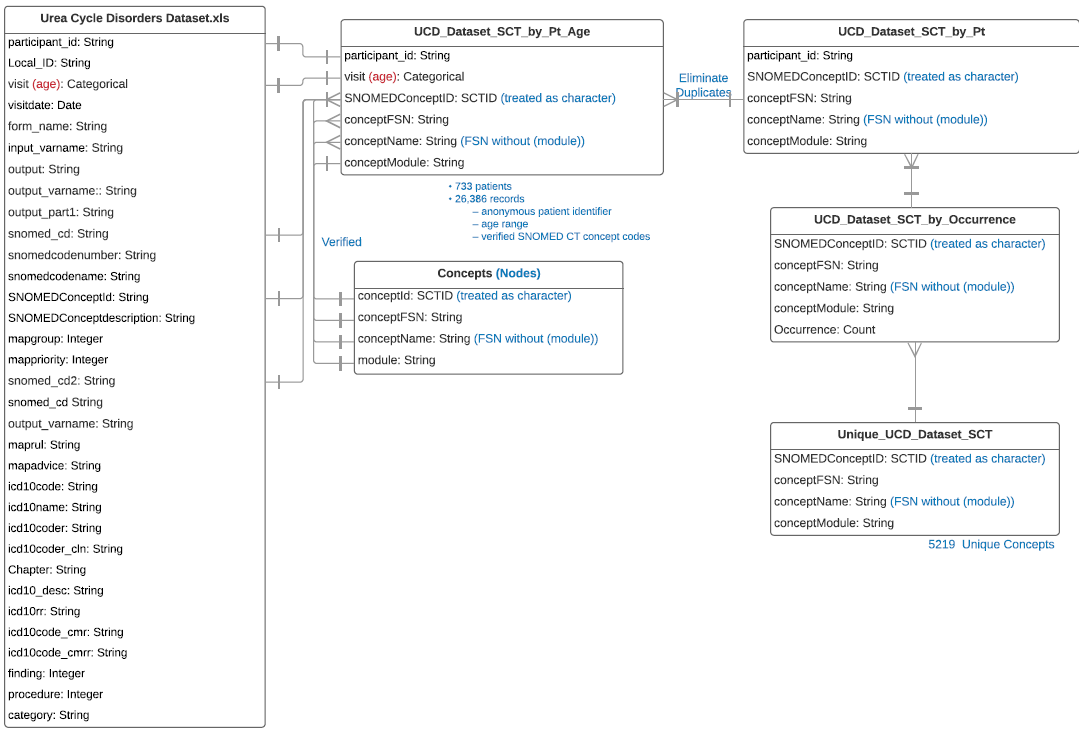 Urea Cycle Disorders Dataset.xls
participant_id: String
Local_ID: String
visit (age): Categorical
visitdate: Date
form_name: String
input_varname: String
output: String
output_varname:: String
output_part1: String
snomed_cd: String
snomedcodenumber: String
snomedcodename: String
SNOMEDConceptId: String
SNOMEDConceptdescription: String
mapgroup: Integer
mappriority: Integer
snomed_cd2: String
snomed_cd String
output_varname: String
maprul: String
mapadvice: String
icd10code: String
icd10name: String
icd10coder: String
icd10coder_cln: String
Chapter: String
icd10_desc: String
icd10rr: String
icd10code_cmr: String
icd10code_cmrr: String
finding: Integer
procedure: Integer
category: String
UCD_Dataset_SCT_by_Pt_Age
participant_id: String
visit (age): Categorical
SNOMEDConceptID: SCTID (treated as character)
conceptFSN: String
conceptName: String (FSN without (module))
conceptModule: String
• 733 patients
• 26,386 records
– anonymous patient identifier
– age range
– verified SNOMED CT concept codes
Verified
Concepts (Nodes)
conceptId: SCTID (treated as character)
conceptFSN: String
conceptName: String (FSN without (module))
module: String
Eliminate
Duplicates
UCD_Dataset_SCT_by_Pt
participant_id: String
SNOMEDConceptID: SCTID (treated as character)
conceptFSN: String
conceptName: String (FSN without (module))
conceptModule: String
UCD_Dataset_SCT_by_Occurrence
SNOMEDConceptID: SCTID (treated as character)
conceptFSN: String
conceptName: String (FSN without (module))
conceptModule: String
Occurrence: Count
Unique_UCD_Dataset_SCT
SNOMEDConceptID: SCTID (treated as character)
conceptFSN: String
conceptName: String (FSN without (module))
conceptModule: String
5219 Unique Concepts